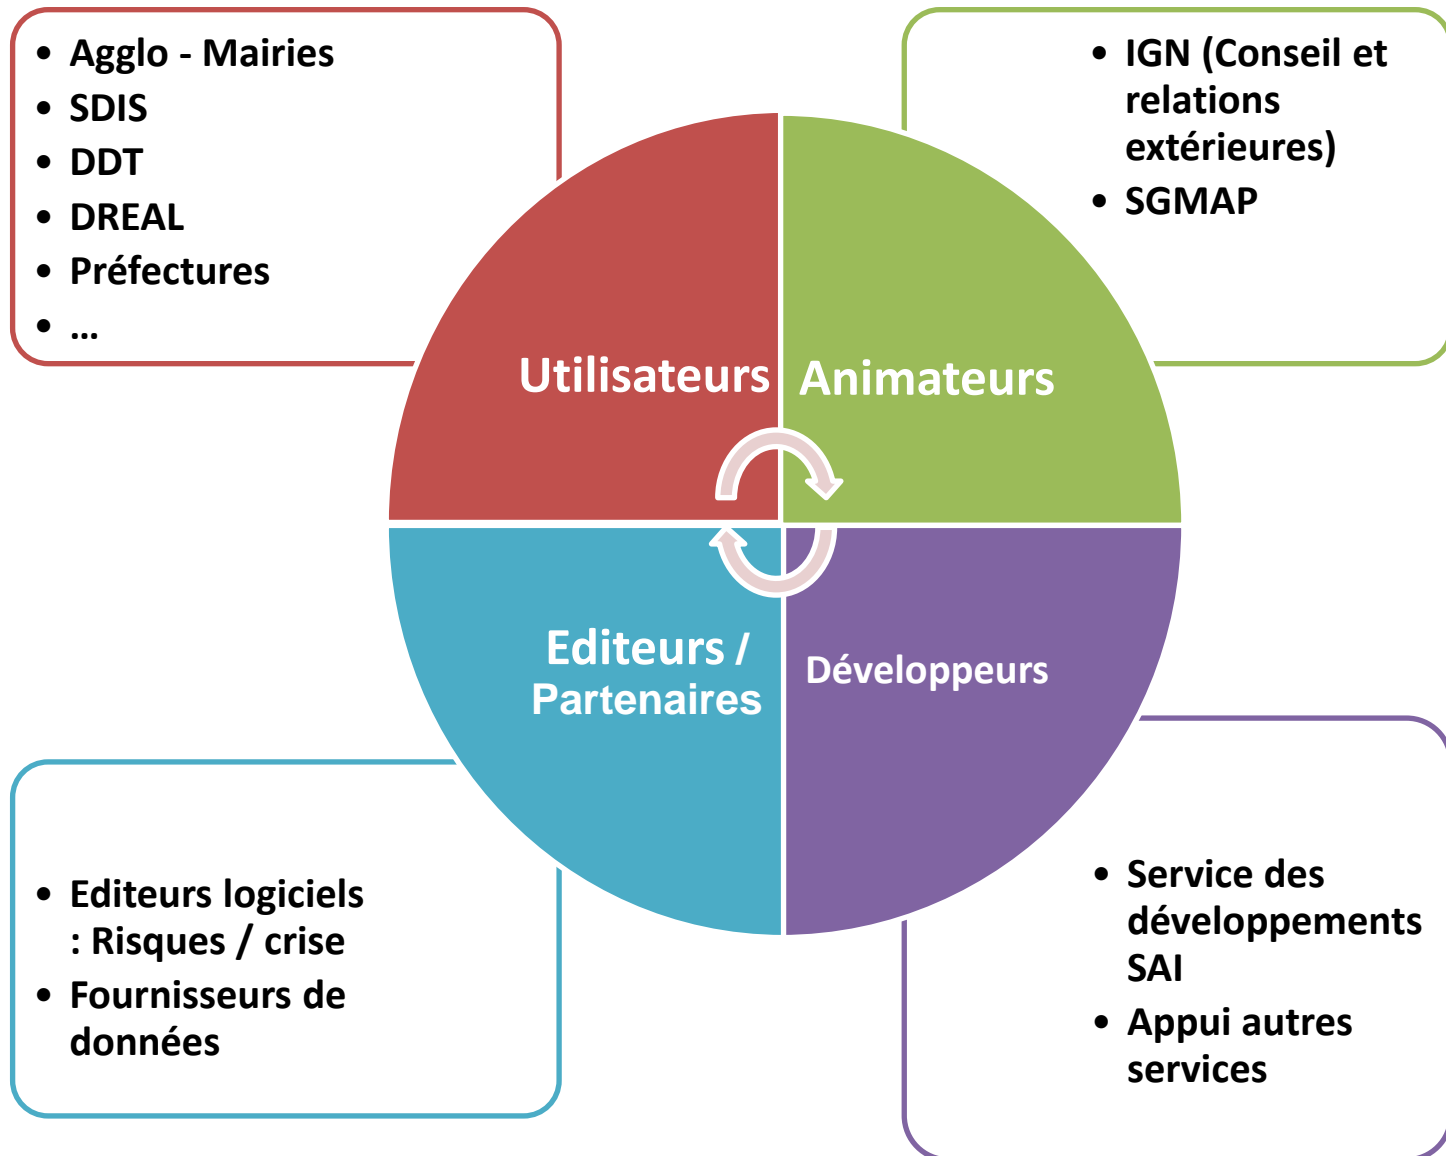 • Agglo - Mairies
• SDIS
• DDT
• DREAL
• Préfectures
• ...
• IGN (Conseil et
relations
extérieures)
• SGMAP
Utilisateurs
Animateurs
Editeurs /
Partenaires
Développeurs
• Editeurs logiciels
: Risques / crise
• Fournisseurs de
données
• Service des
développements
SAI
• Appui autres
services